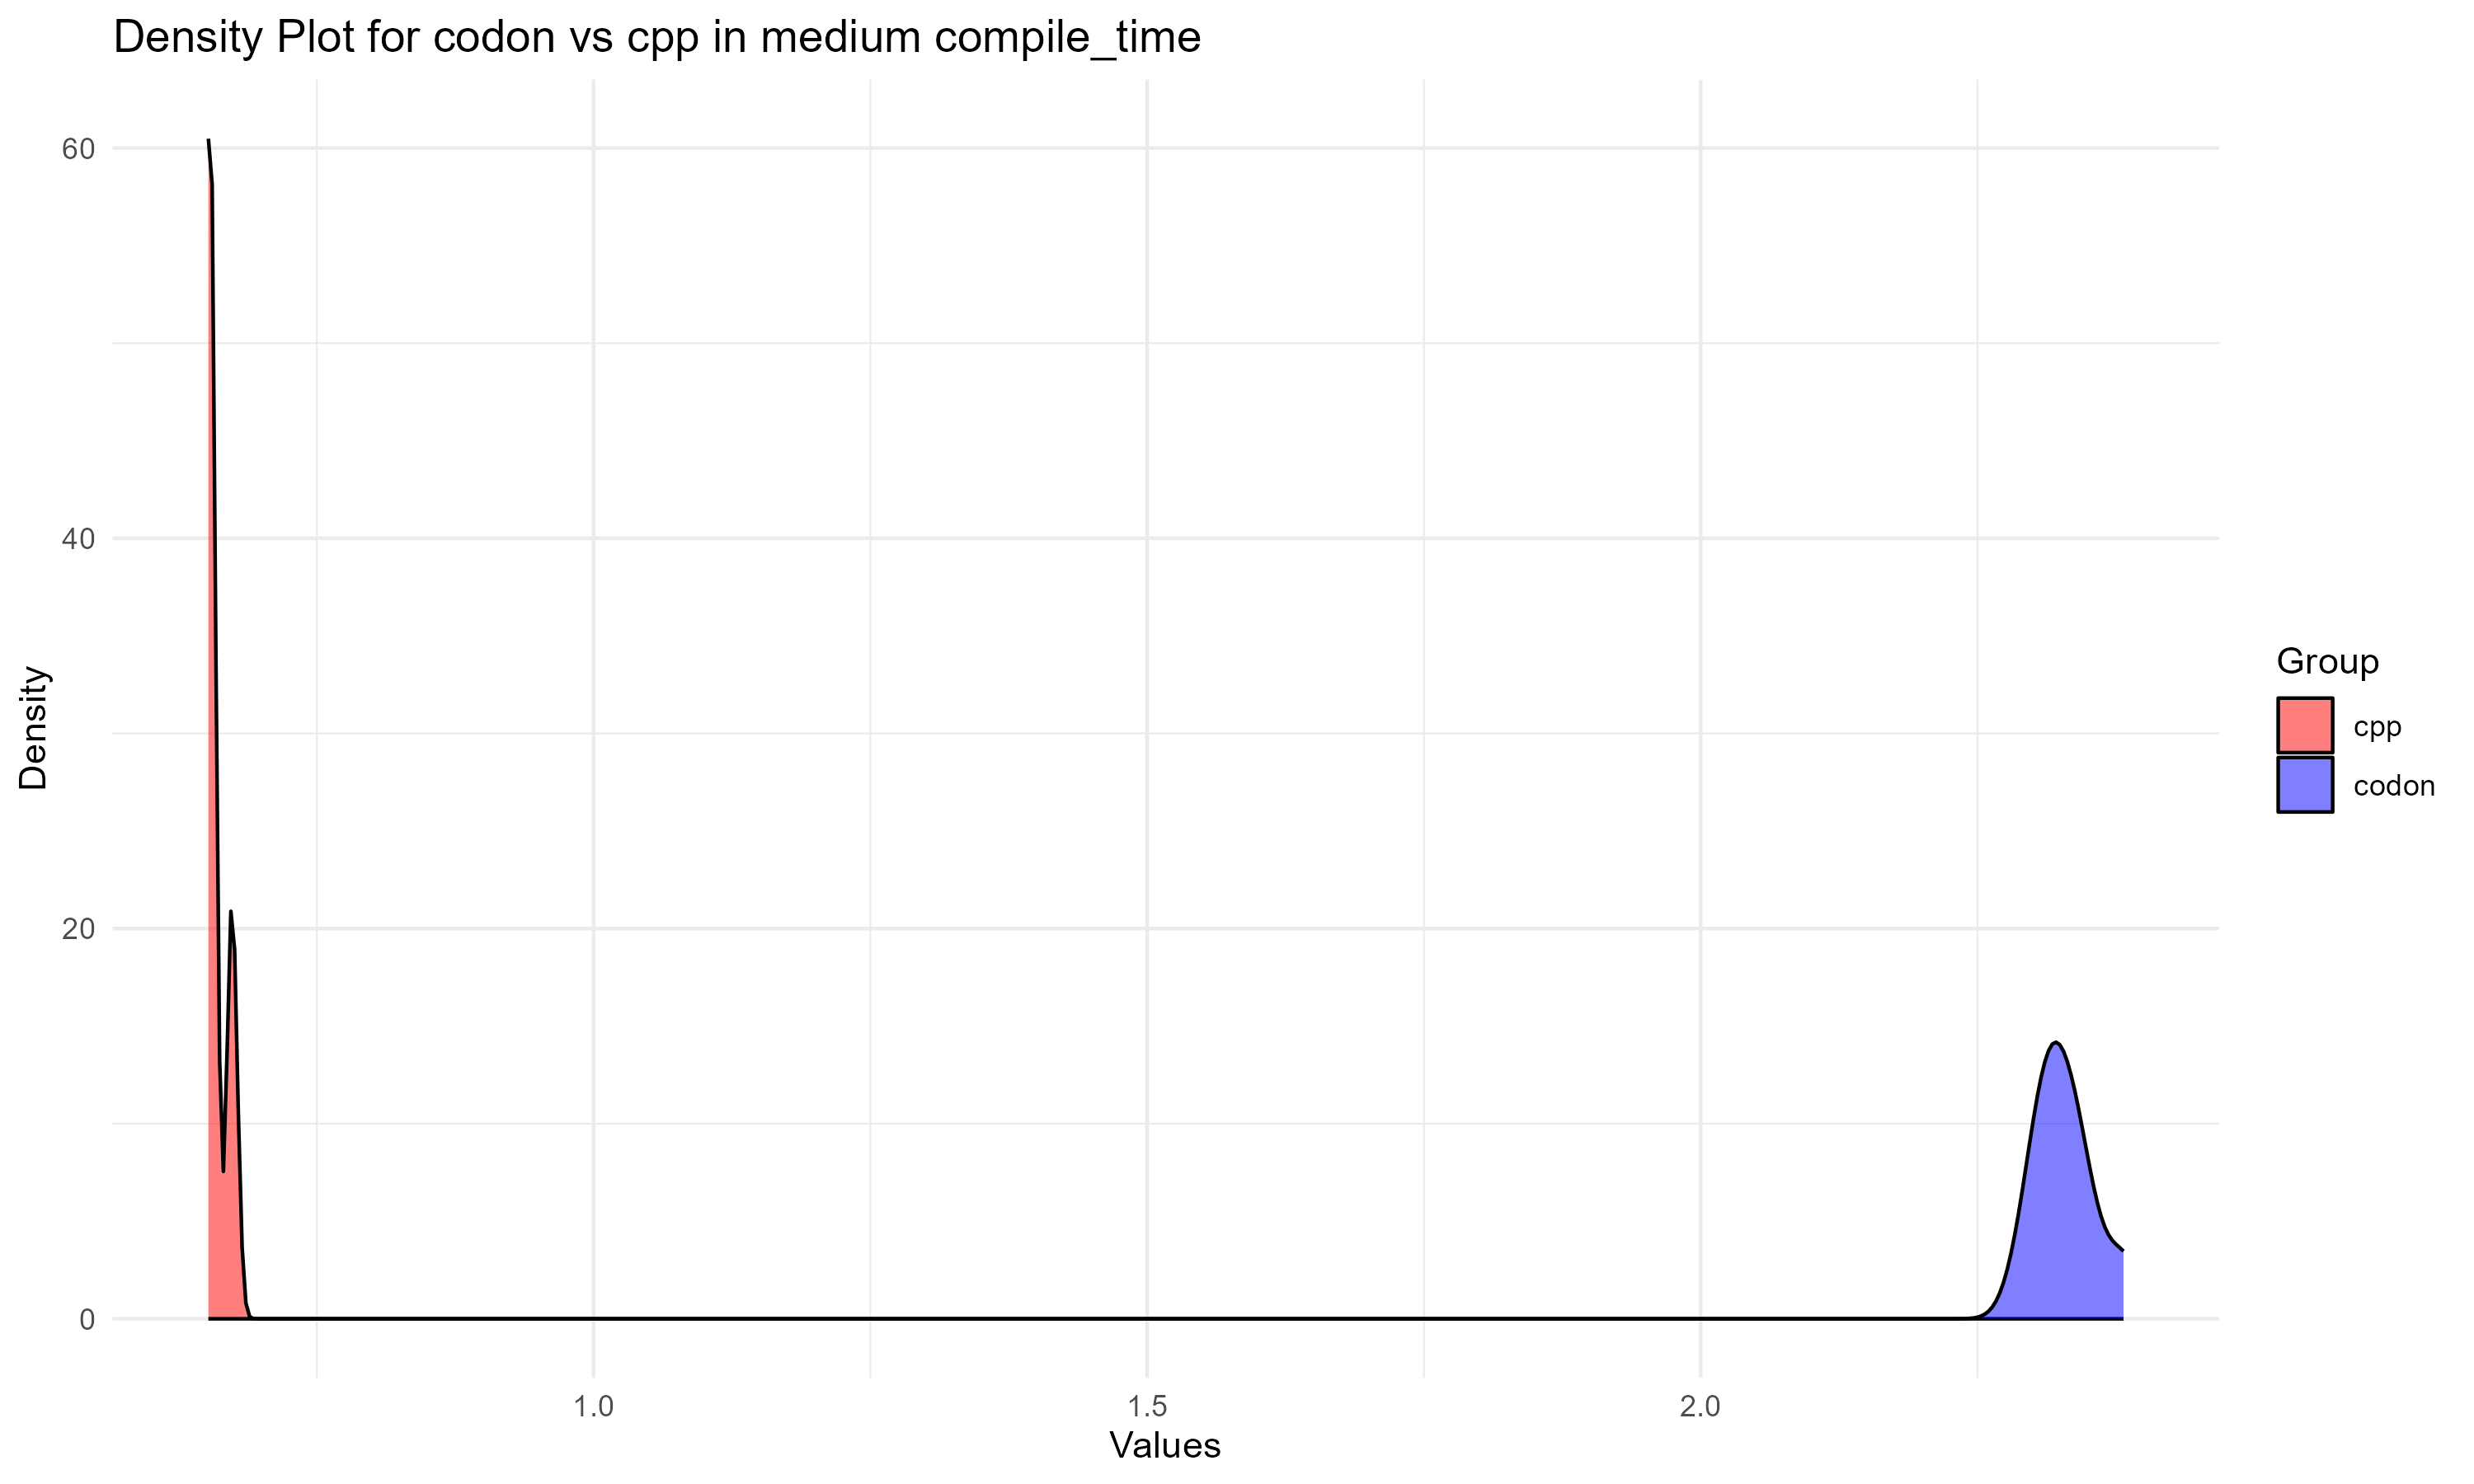 Density Plot for codon vs cpp in medium compile_time
Density
60
40
20
0
1.0
1.5
2.0
Values
Group
cpp
codon